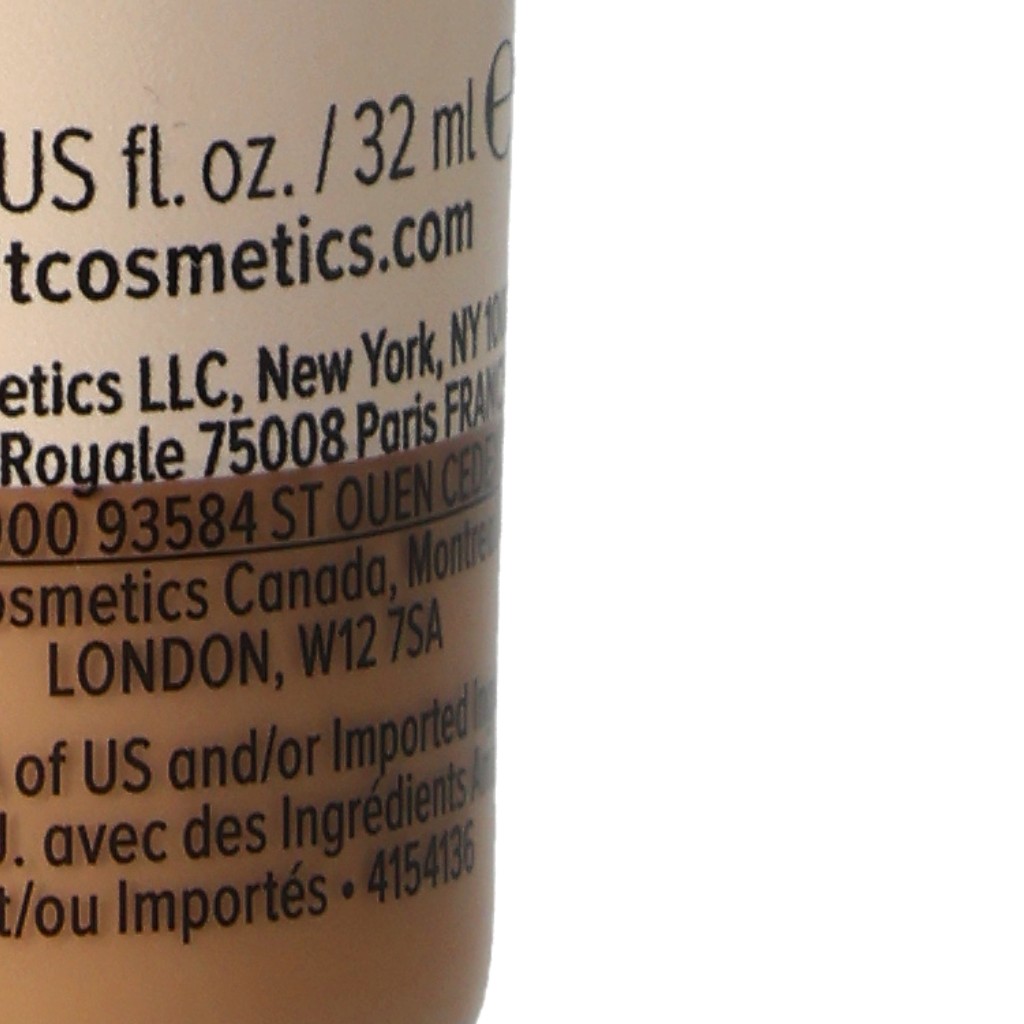 US fl. oz. / 32 ml ℮
tcosmetics.com
etics LLC, New York, NY
Royale 75008 Paris
00 93584 ST OUEN
osmetics Canada,
LONDON, W12 7SA
of US and/or Imported
U. avec des Ingrédients
t/ou Importés • 4154136